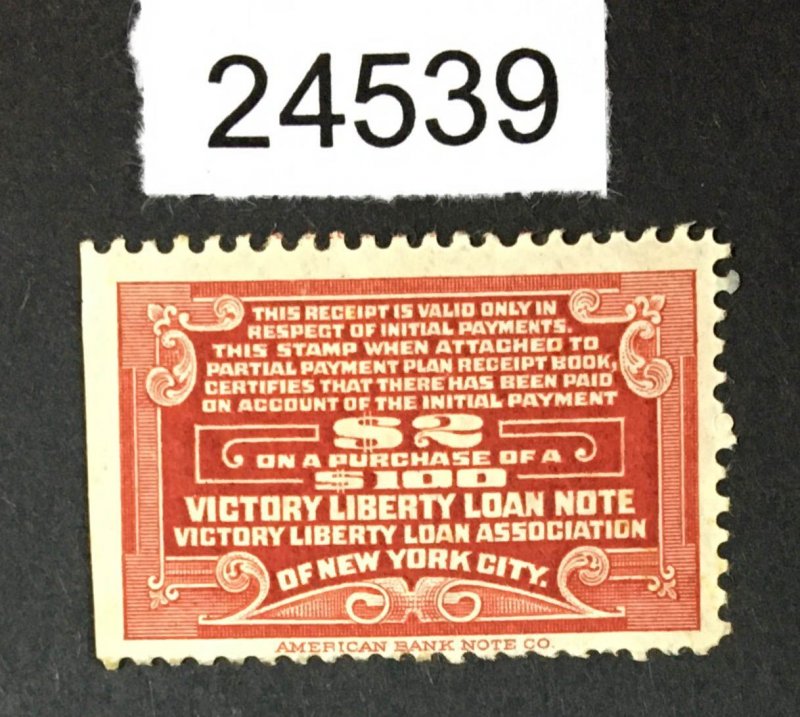 24539
THIS RECEIPT IS VALID ONLY IN
RESPECT OF INITIAL PAYMENTS.
THIS STAMP WHEN ATTACHED TO
PARTIAL PAYMENT PLAN RECEIPT BOOK,
CERTIFIES THAT THERE HAS BEEN PAID
ON ACCOUNT OF THE INITIAL PAYMENT
$2
ON A PURCHASE OF A
$100
VICTORY LIBERTY LOAN NOTE
VICTORY LIBERTY LOAN ASSOCIATION
OF NEW YORK CITY.
AMERICAN BANK NOTE CO.